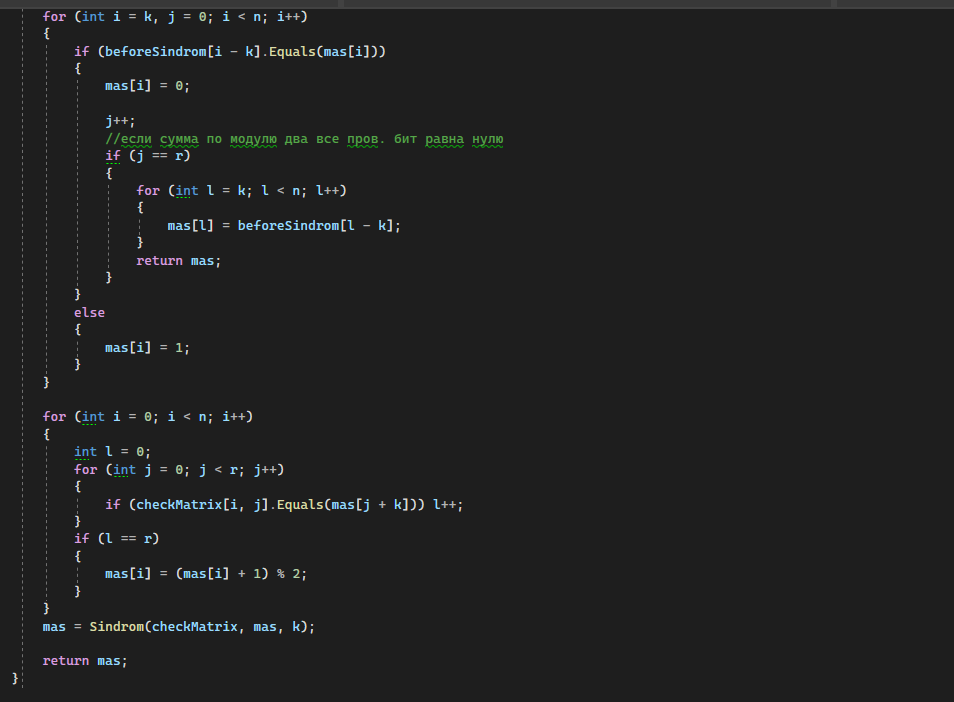 for (int i = k, j = 0; i < n; i++)
{
if (beforeSindrom[i - k].Equals(mas[i]))
{
mas[i] = 0;
j++;
//если сумма по модулю два все пров. бит равна нулю
if (j == r)
{
for (int l = k; l < n; l++)
{
mas[l] = beforeSindrom[l - k];
}
return mas;
}
}
else
{
mas[i] = 1;
}
}
for (int i = 0; i < n; i++)
{
int l = 0;
for (int j = 0; j < r; j++)
{
if (checkMatrix[i, j].Equals(mas[j + k])) l++;
}
if (l == r)
{
mas[i] = (mas[i] + 1) % 2;
}
}
mas = Sindrom(checkMatrix, mas, k);
return mas;
}